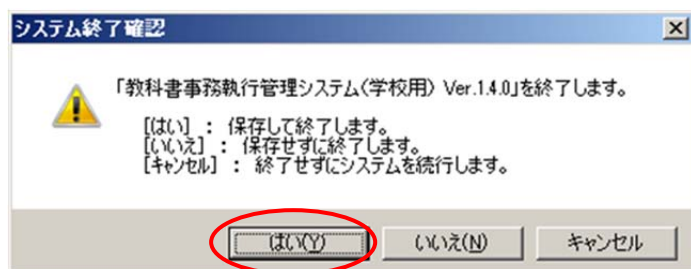 システム終了確認
「教科書事務執行管理システム(学校用) Ver.1.4.0」を終了します。
[はい] : 保存して終了します。
[いいえ] : 保存せずに終了します。
[キャンセル] : 終了せずにシステムを続行します。
はい(Y)
いいえ(N)
キャンセル